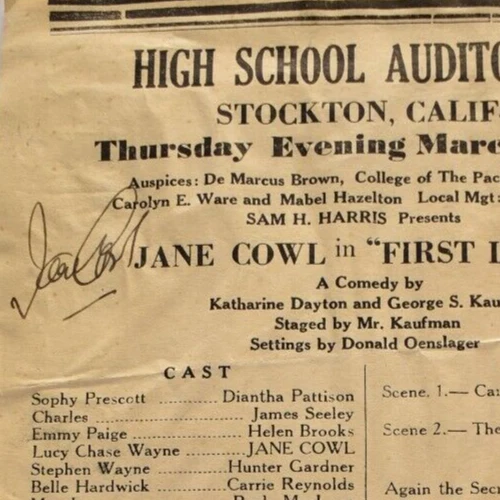 HIGH SCHOOL AUDITO
STOCKTON, CALIF
Thursday Evening Marc
Auspices: De Marcus Brown, College of The Pac
Carolyn E. Ware and Mabel Hazelton Local Mgt:
SAM H. HARRIS Presents
Jane Cowl
JANE COWL in "FIRST L
A Comedy by
Katharine Dayton and George S. Kau
Staged by Mr. Kaufman
Settings by Donald Oenslager
CAST
Sophy Prescott ............ Diantha Pattison
Charles .............................. James Seeley
Emmy Paige ........................ Helen Brooks
Lucy Chase Wayne ............ JANE COWL
Stephen Wayne ............... Hunter Gardner
Belle Hardwick ............... Carrie Reynolds
Scene. 1.— Ca
Scene 2.— The
Again the Secr